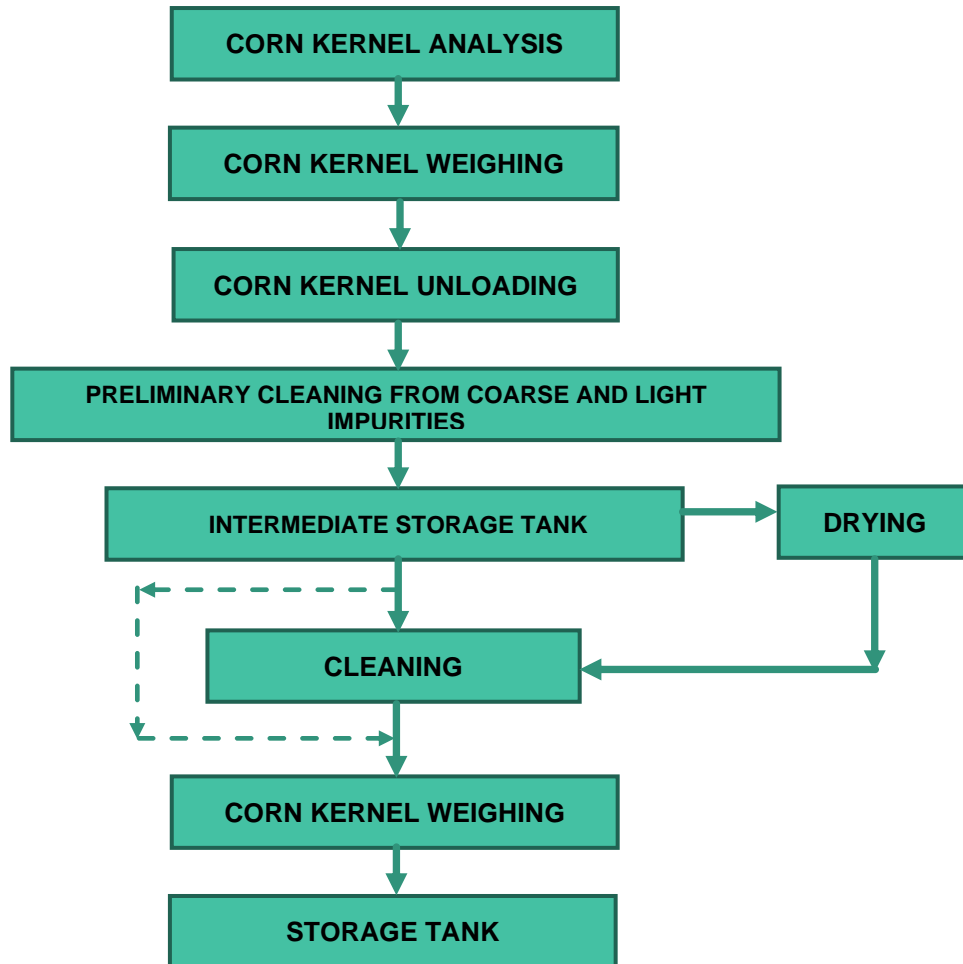 CORN KERNEL ANALYSIS
CORN KERNEL WEIGHING
CORN KERNEL UNLOADING
PRELIMINARY CLEANING FROM COARSE AND LIGHT
IMPURITIES
INTERMEDIATE STORAGE TANK
DRYING
CLEANING
CORN KERNEL WEIGHING
STORAGE TANK